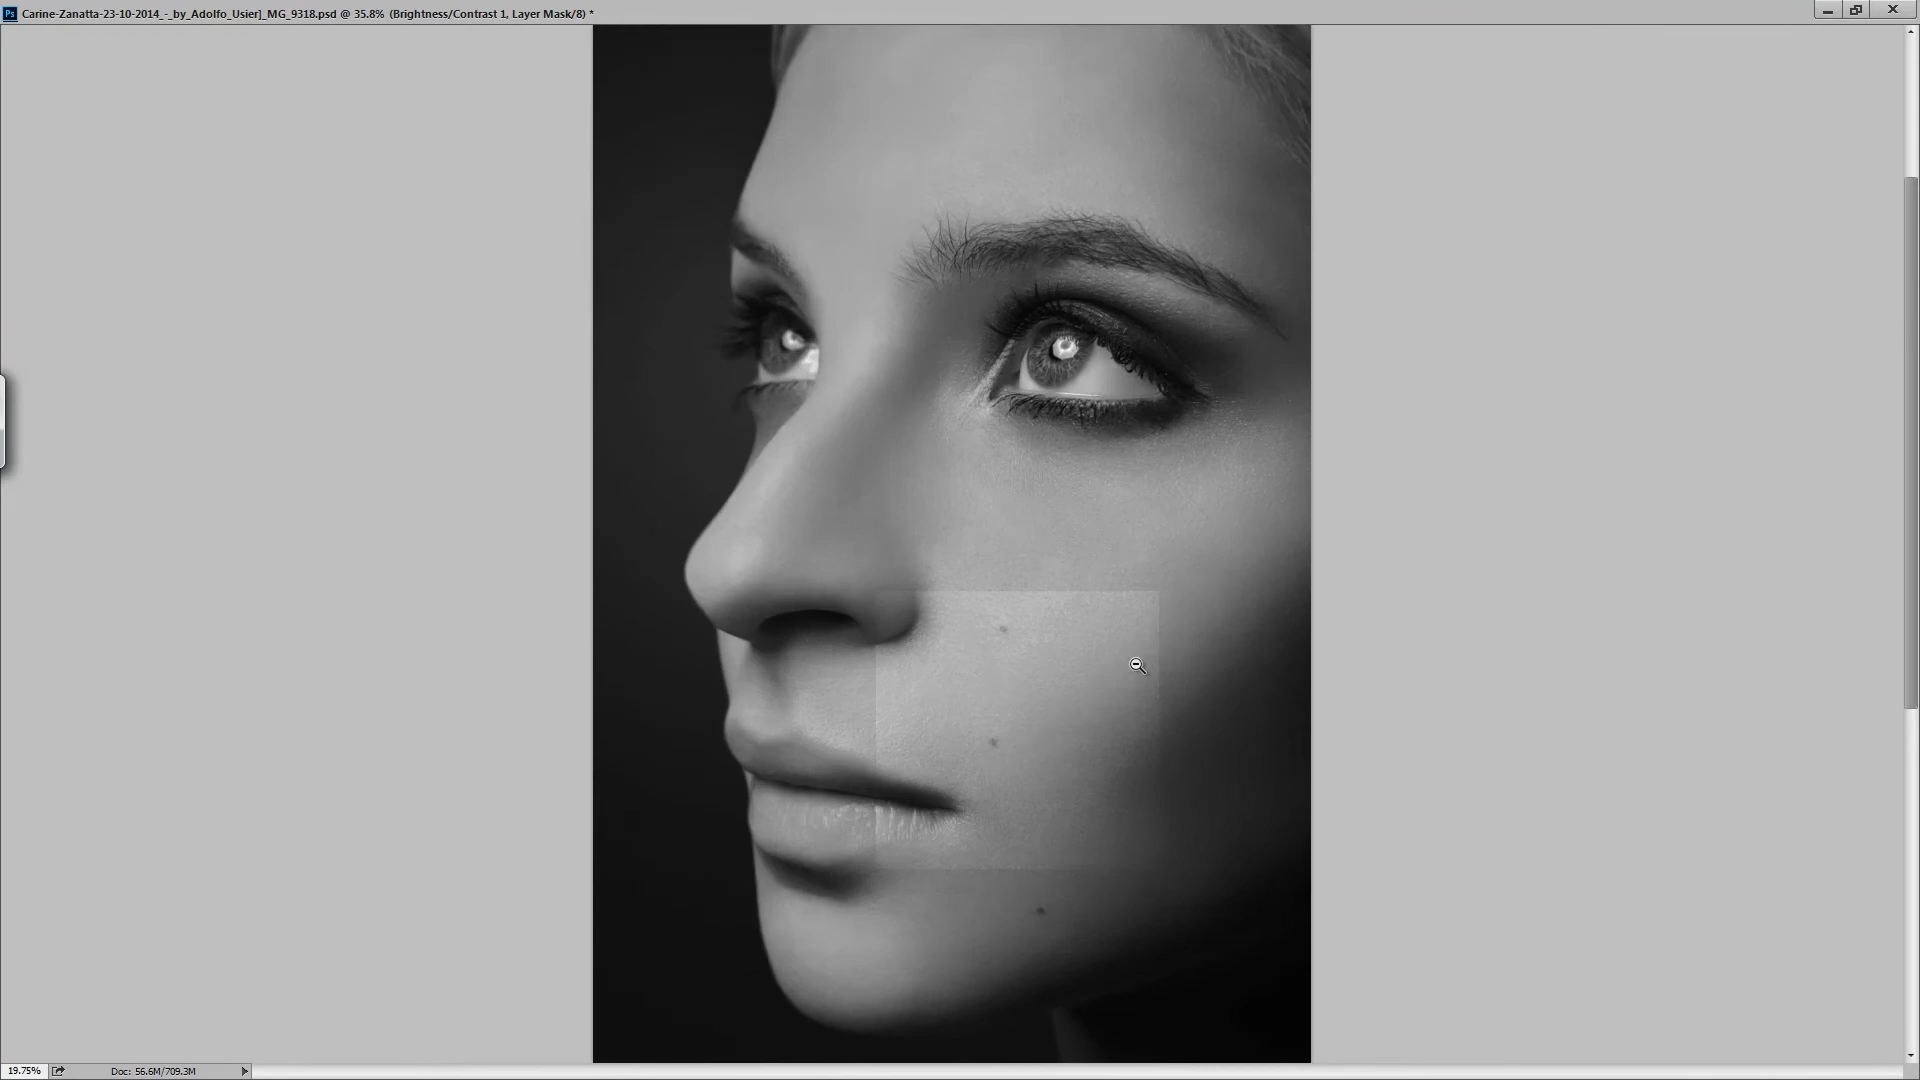 Ps Carine-Zanatta-23-10-2014_-_by_Adolfo_Usier]_MG_9318.psd @ 35.8% (Brightness/Contrast 1, Layer Mask/8) *
19.75% Doc: 56.6M/709.3M